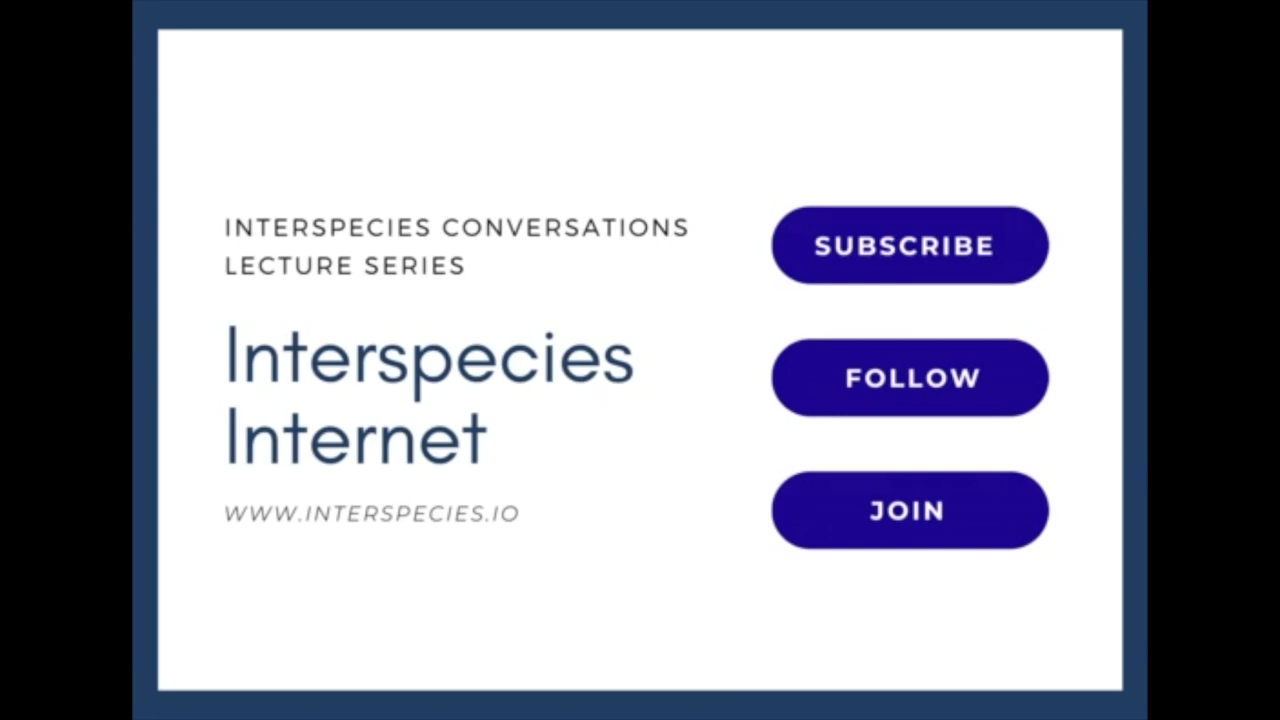 INTERSPECIES CONVERSATIONS
LECTURE SERIES
Interspecies
Internet
WWW.INTERSPECIES.IO
SUBSCRIBE
FOLLOW
JOIN